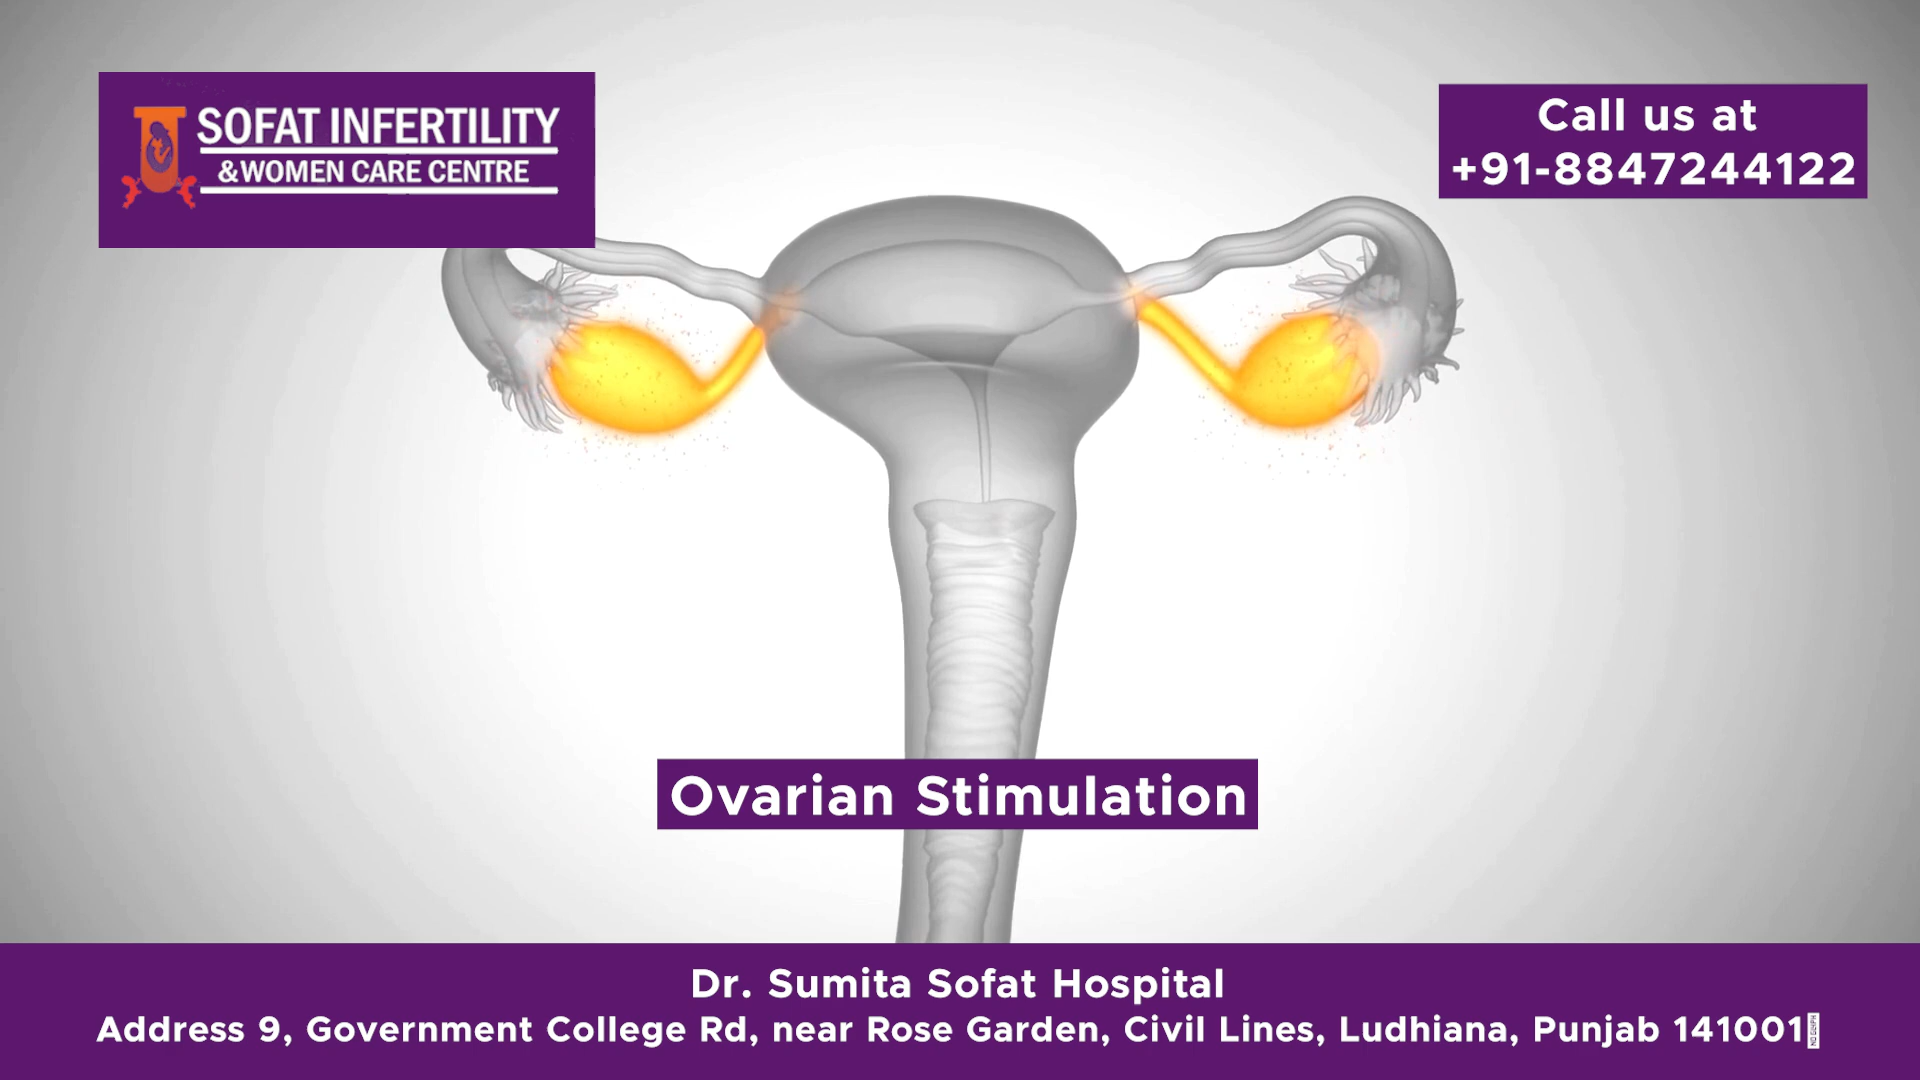 SOFAT INFERTILITY
&WOMEN CARE CENTRE
Call us at
+91-8847244122
Ovarian Stimulation
Dr. Sumita Sofat Hospital
Address 9, Government College Rd, near Rose Garden, Civil Lines, Ludhiana, Punjab 141001